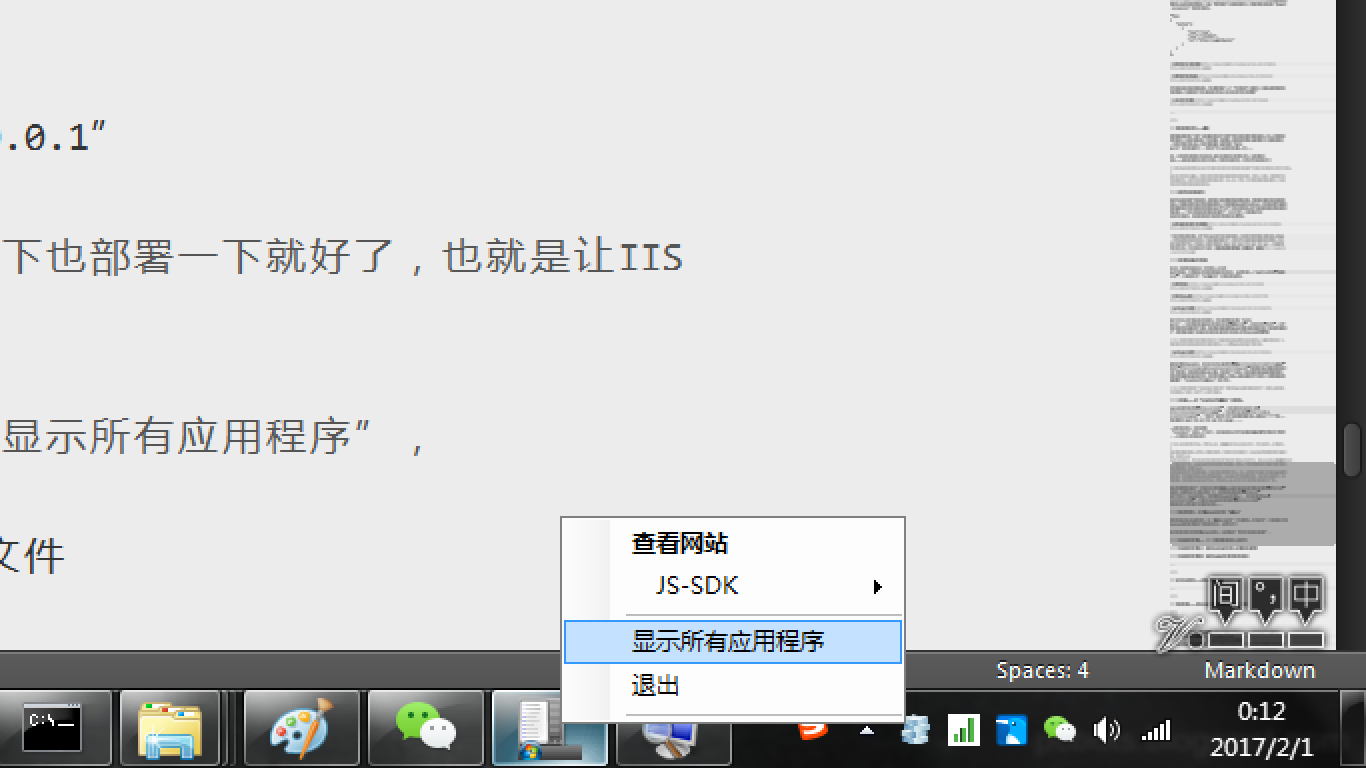 .0.1”
下也部署一下就好了，也就是让IIS
显示所有应用程序”，
文件
查看网站
JS-SDK
显示所有应用程序
退出
简 °, 中
Spaces: 4
Markdown
C:\_
0:12
2017/2/1